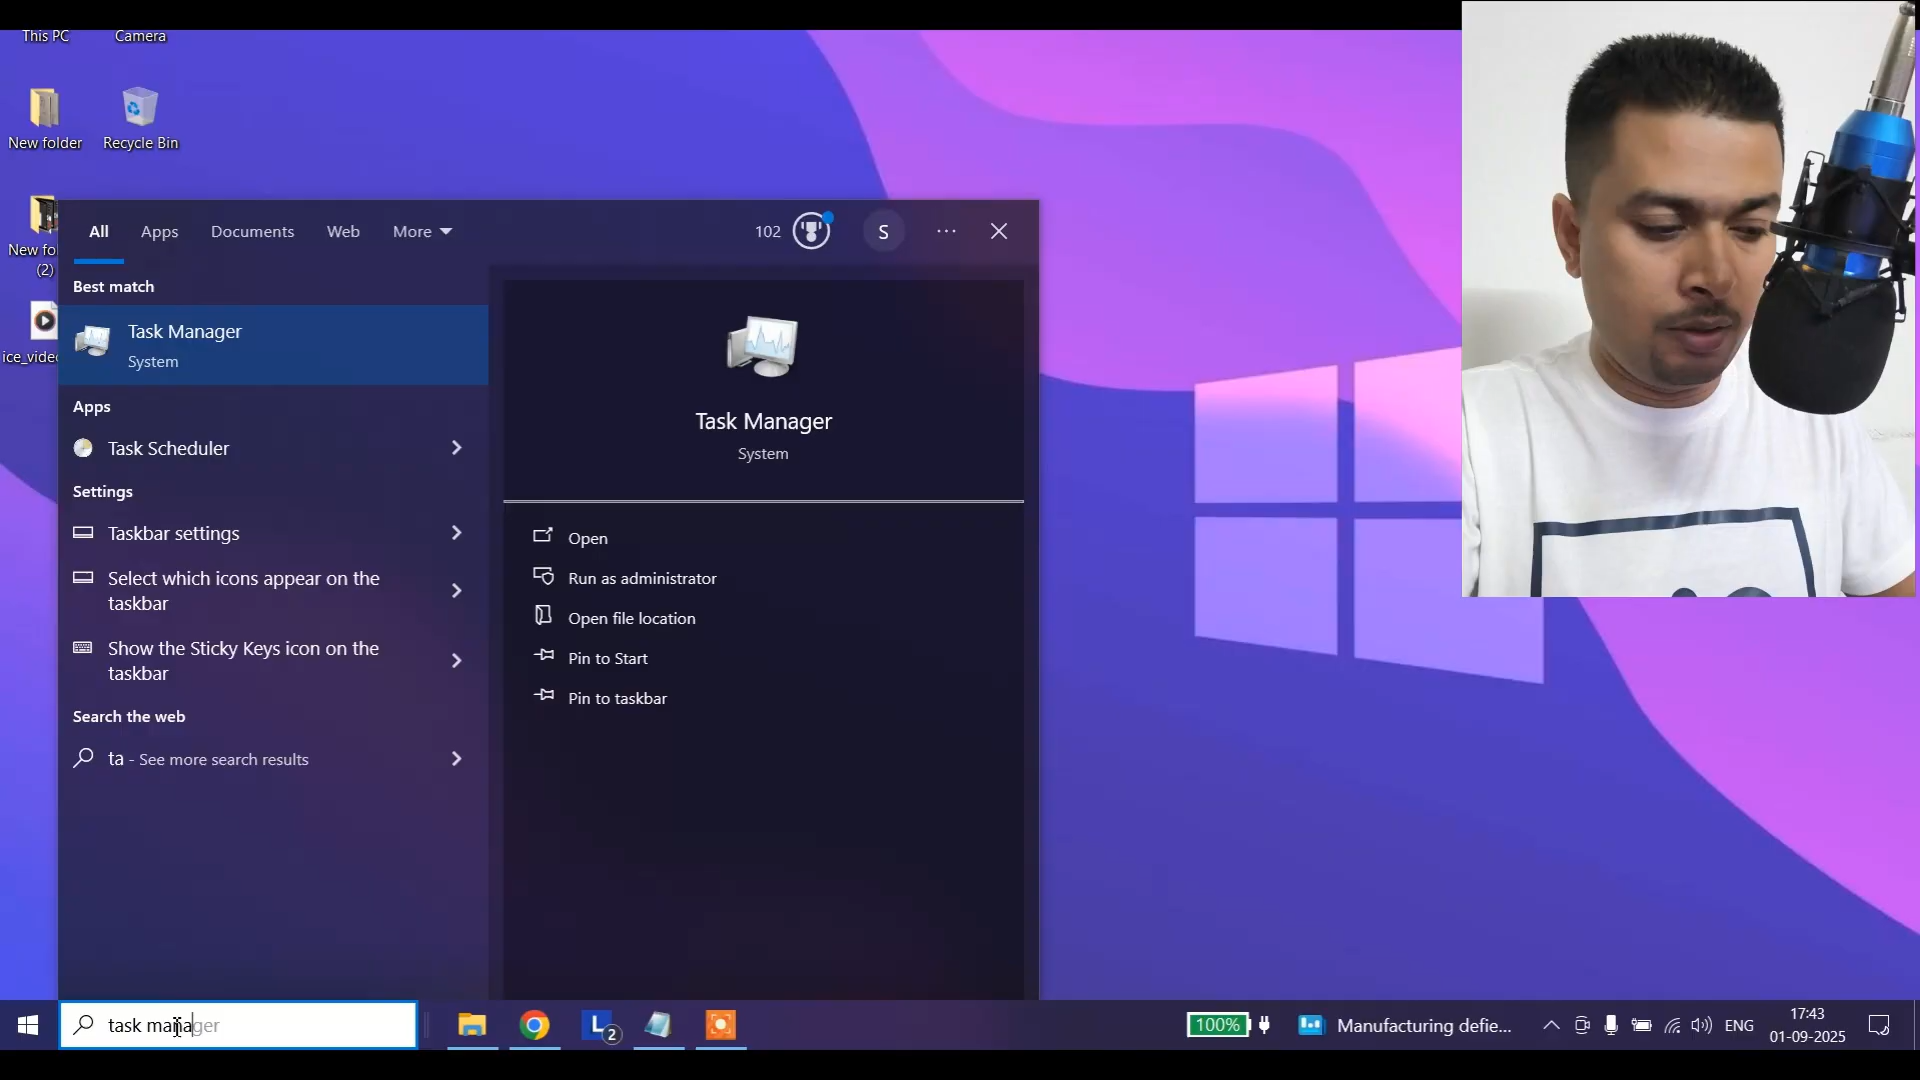 This PC
Camera
New folder
Recycle Bin
New fol
(2)
ice_video
All
Apps
Documents
Web
More
102
S
Best match
Task Manager
System
Apps
Task Scheduler
Settings
Taskbar settings
Select which icons appear on the
taskbar
Show the Sticky Keys icon on the
taskbar
Search the web
ta - See more search results
Task Manager
System
Open
Run as administrator
Open file location
Pin to Start
Pin to taskbar
task manager
L
2
100%
Manufacturing defie...
ENG
17:43
01-09-2025